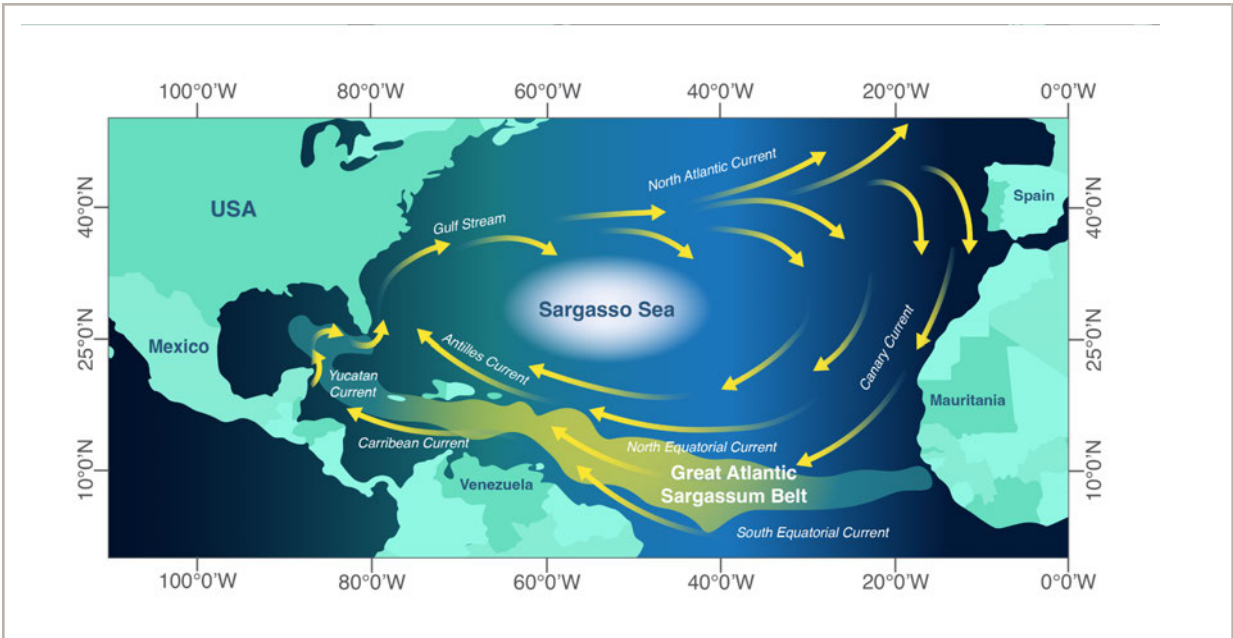 100°0'W 80°0'W 60°0'W 40°0'W 20°0'W 0°0'W
40°0'N
25°0'N
10°0'N
USA
Mexico
Gulf Stream
North Atlantic Current
Spain
40°0'N
Sargasso Sea
Antilles Current
Canary Current
25°0'N
Yucatan
Current
Mauritania
Carribean Current
North Equatorial Current
Great Atlantic
Sargassum Belt
10°0'N
Venezuela
South Equatorial Current
100°0'W 80°0'W 60°0'W 40°0'W 20°0'W 0°0'W